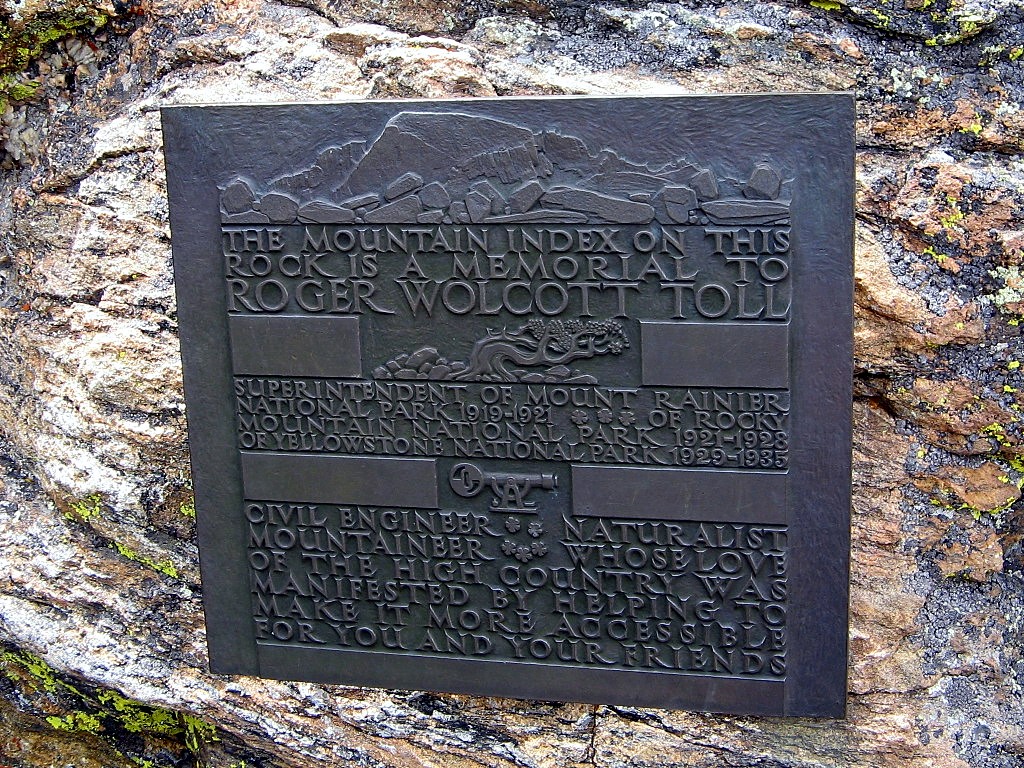 THE MOUNTAIN INDEX ON THIS
ROCK IS A MEMORIAL TO
ROGER WOLCOTT TOLL
SUPERINTENDENT OF MOUNT RAINIER
NATIONAL PARK 1919-1921 OF ROCKY
MOUNTAIN NATIONAL PARK 1921-1928
OF YELLOWSTONE NATIONAL PARK 1929-1935
CIVIL ENGINEER NATURALIST
MOUNTAINEER WHOSE LOVE
OF THE HIGH COUNTRY WAS
MANIFESTED BY HELPING TO
MAKE IT MORE ACCESSIBLE
FOR YOU AND YOUR FRIENDS